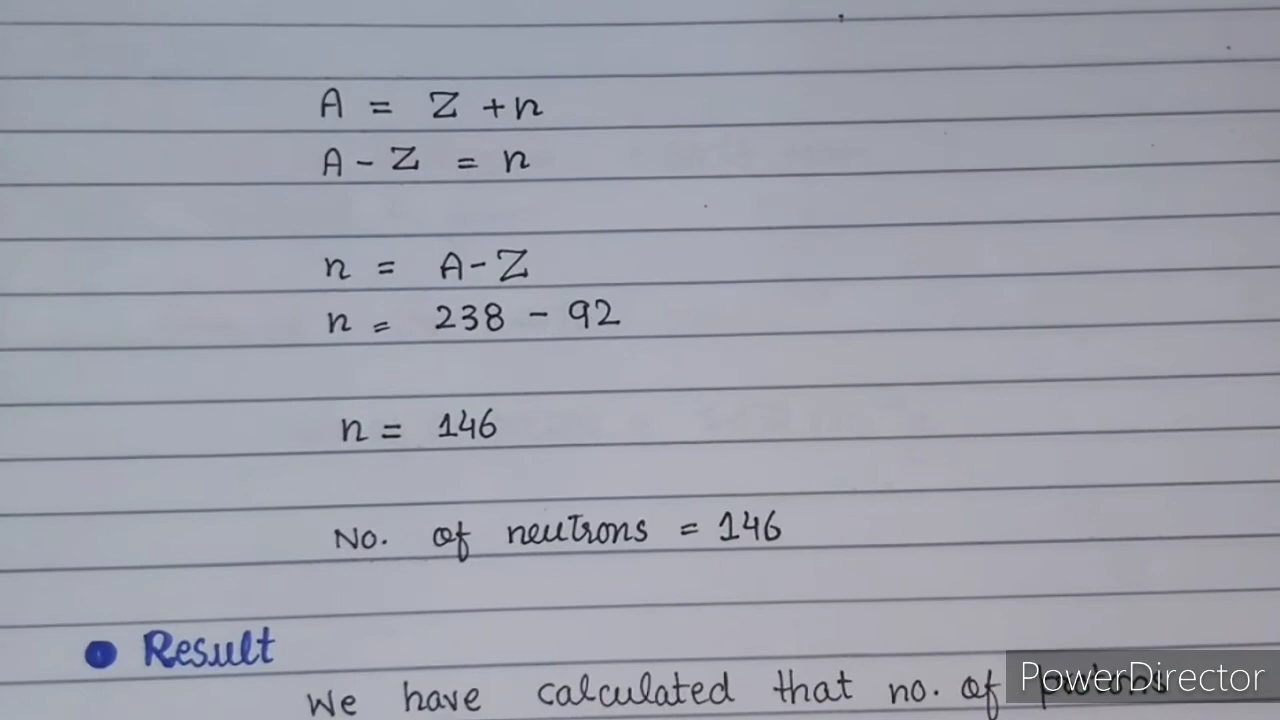 A = Z + n
A - Z = n
n = A - Z
n = 238 - 92
n = 146
No. of neutrons = 146
• Result
We have calculated that no. of
PowerDirector